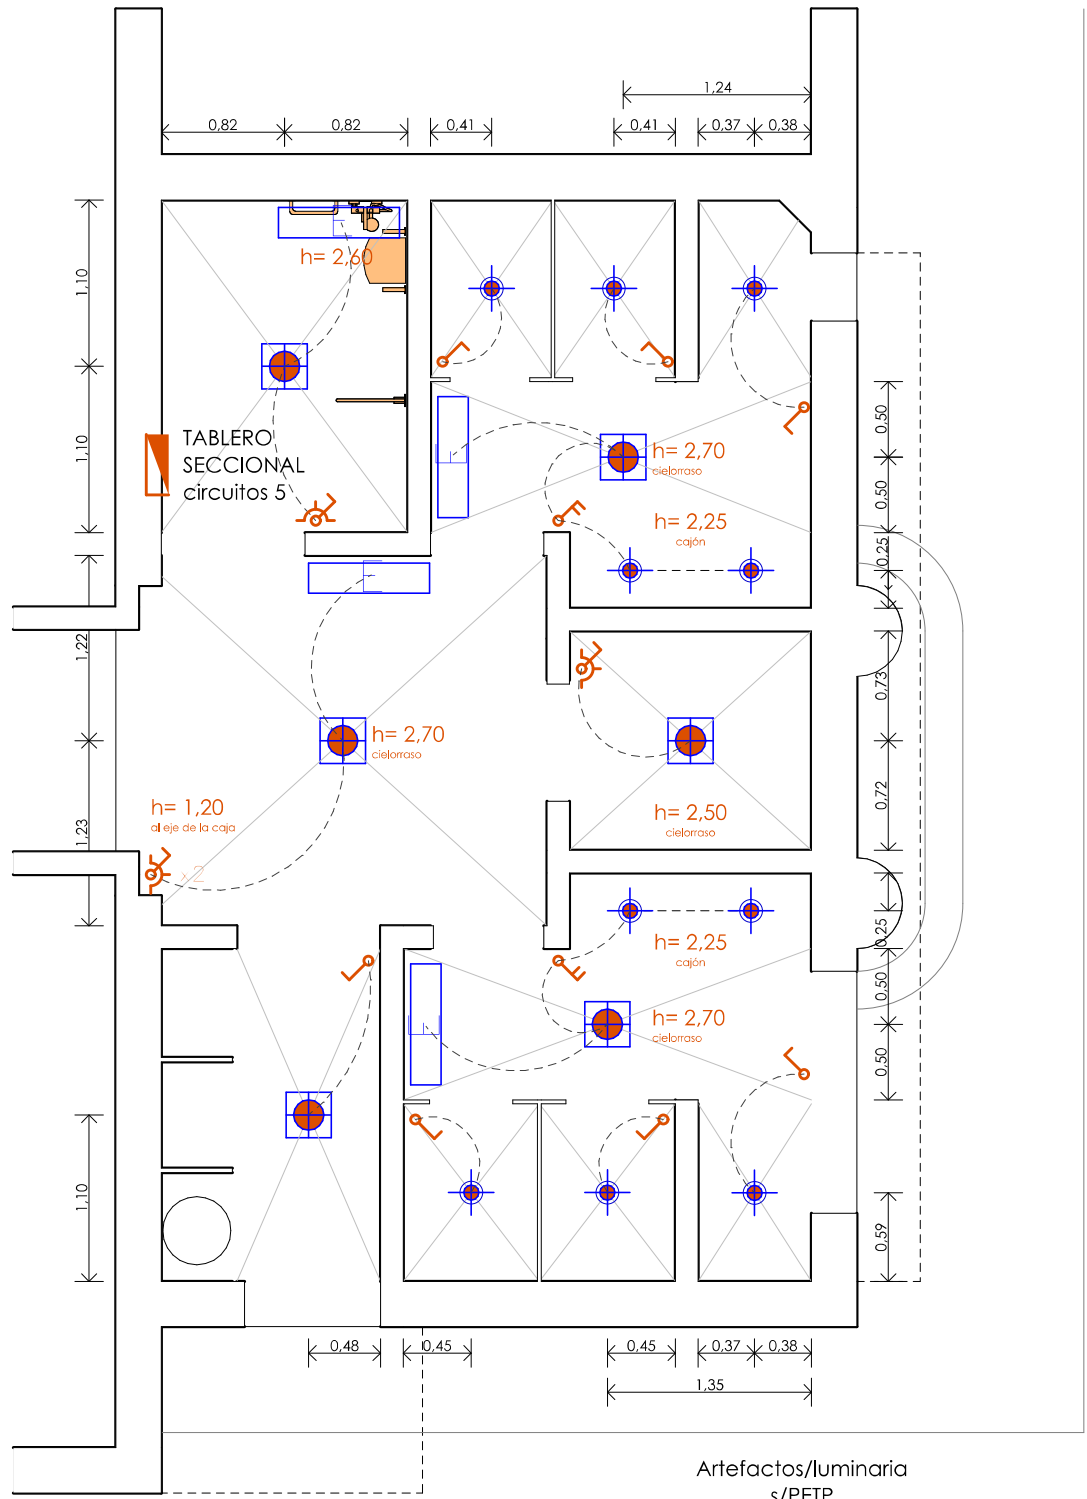 1,24
0,82
0,82
0,41
0,41
0,37
0,38
1,10
h= 2,60
1,10
TABLERO
SECCIONAL
circuitos 5
h= 2,70
cielorraso
0,50
0,50
h= 2,25
cajón
0,25
1,22
0,73
h= 2,70
cielorraso
h= 1,20
al eje de la caja
1,23
h= 2,50
cielorraso
0,72
x2
h= 2,25
cajón
0,25
0,50
h= 2,70
cielorraso
0,50
1,10
0,59
0,48
0,45
0,45
0,37
0,38
1,35
Artefactos/luminaria
s/PETP